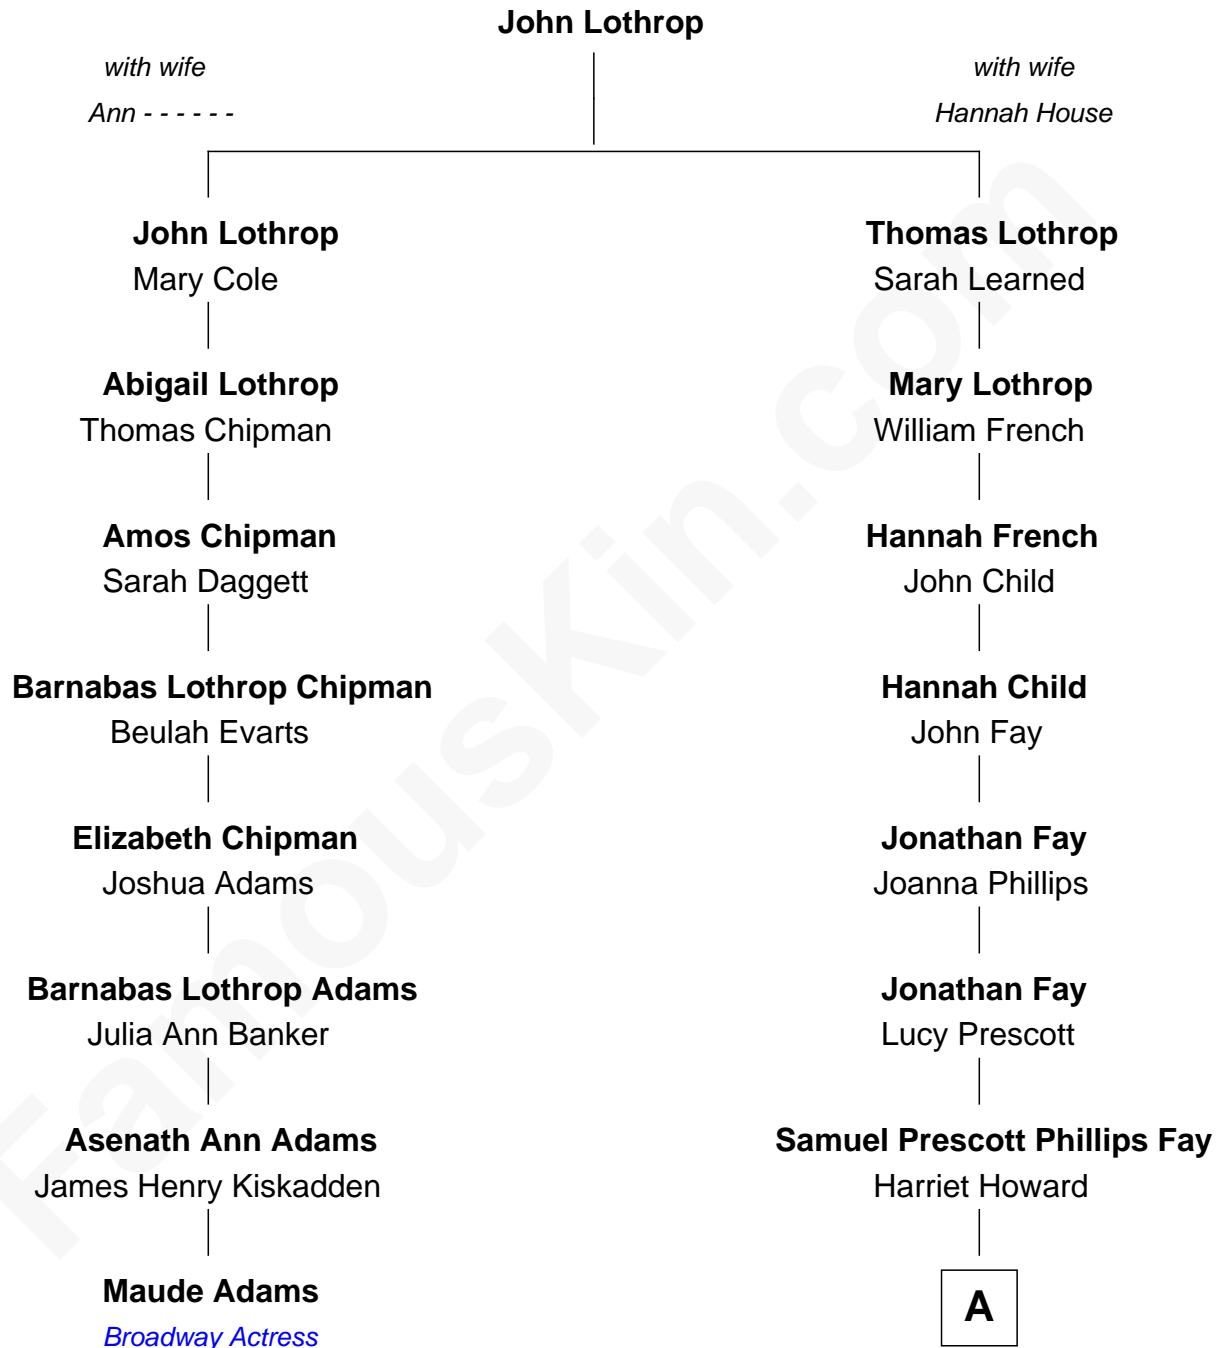 John Lothrop
with wife
Ann - - - - - -
with wife
Hannah House
John Lothrop
Mary Cole
Thomas Lothrop
Sarah Learned
Abigail Lothrop
Thomas Chipman
Mary Lothrop
William French
Amos Chipman
Sarah Daggett
Hannah French
John Child
Barnabas Lothrop Chipman
Beulah Evarts
Hannah Child
John Fay
Elizabeth Chipman
Joshua Adams
Jonathan Fay
Joanna Phillips
Barnabas Lothrop Adams
Julia Ann Banker
Jonathan Fay
Lucy Prescott
Asenath Ann Adams
James Henry Kiskadden
Samuel Prescott Phillips Fay
Harriet Howard
Maude Adams
Broadway Actress
A
FamousKin.com